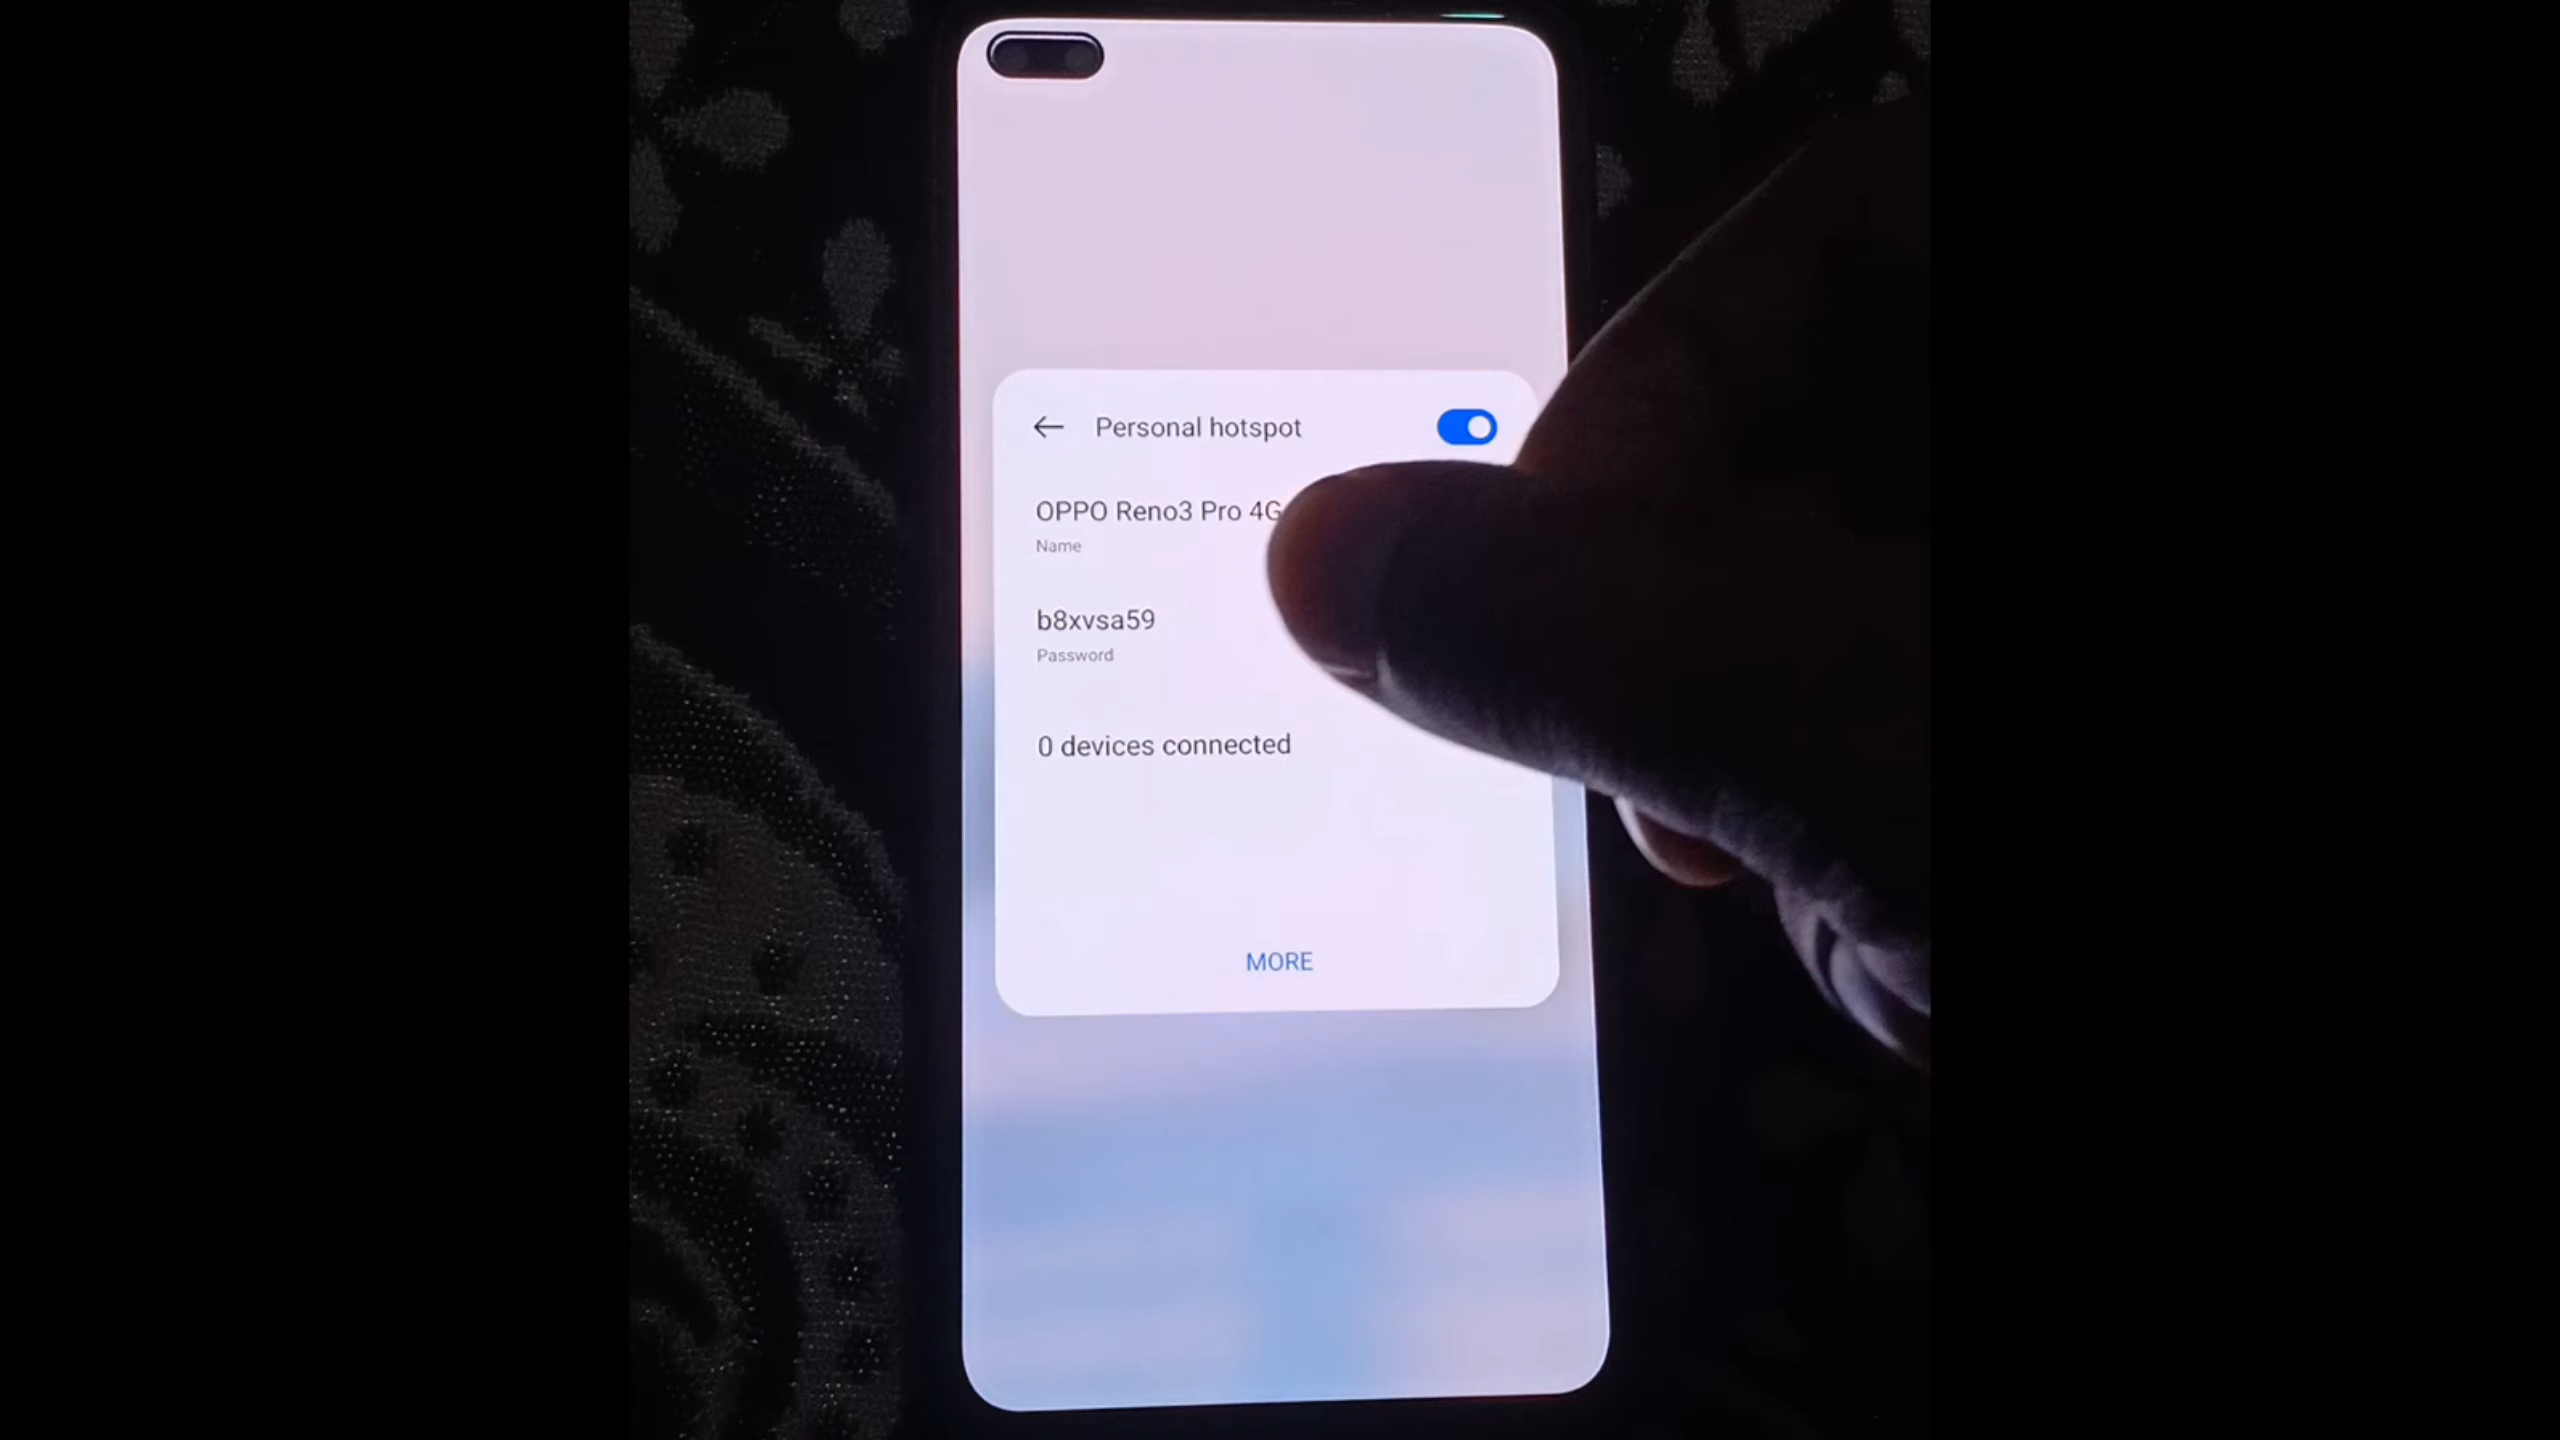 Personal hotspot
OPPO Reno3 Pro 4G
Name
b8xvsa59
Password
0 devices connected
MORE